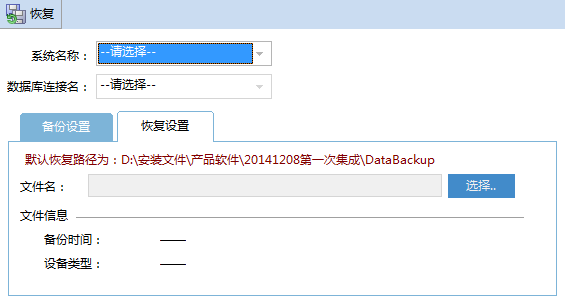 恢复
系统名称：
--请选择--
数据库连接名：
--请选择--
备份设置
恢复设置
默认恢复路径为：D:\安装文件\产品软件\20141208第一次集成\DataBackup
文件名：
选择..
文件信息
备份时间：
——
设备类型：
——